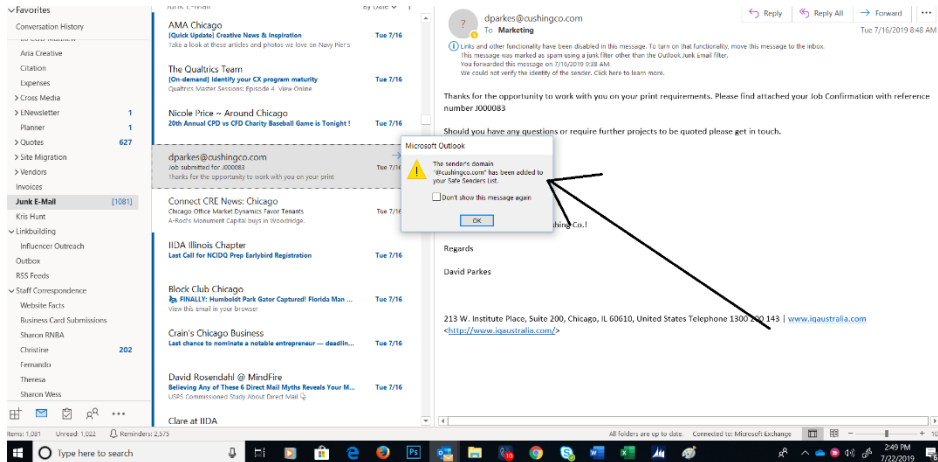 Favorites
Conversation History
Aria Creative
Citation
Expenses
Cross Media
ENewsletter 1
Planner 1
Quotes 627
Site Migration
Vendors
Invoices
Junk E-Mail [1081]
Kris Hunt
Linkbuilding
Influencer Outreach
Outbox
RSS Feeds
Staff Correspondence
Website Facts
Business Card Submissions
Sharon RNBA
Christine 202
Fernando
Theresa
Sharon Wess
Items: 1,081 Unread: 1,022 Reminders: 2,575
Junk E-Mail By Date
AMA Chicago
[Quick Update] Creative News & Inspiration Tue 7/16
Take a look at these articles and photos we love on Navy Pier's
The Qualtrics Team
[On-demand] Identify your CX program maturity Tue 7/16
Qualtrics Master Sessions: Episode 4 View Online
Nicole Price ~ Around Chicago
20th Annual CPD vs CFD Charity Baseball Game is Tonight ! Tue 7/16
dparkes@cushingco.com
Job submitted for J000083 Tue 7/16
Thanks for the opportunity to work with you on your print
Connect CRE News: Chicago
Chicago Office Market Dynamics Favor Tenants Tue 7/16
A-Rod's Monument Capital buys in Woodridge.
IIDA Illinois Chapter
Last Call for NCIDQ Prep Earlybird Registration Tue 7/16
Block Club Chicago
FINALLY: Humboldt Park Gator Captured! Florida Man ... Tue 7/16
View this email in your browser
Crain's Chicago Business
Last chance to nominate a notable entrepreneur — deadlin... Tue 7/16
David Rosendahl @ MindFire
Believing Any of These 6 Direct Mail Myths Reveals Your M... Tue 7/16
USPS Commissioned Study About Direct Mail
Clare at IIDA
Reply Reply All Forward ...
? dparkes@cushingco.com
To Marketing Tue 7/16/2019 8:48 AM
Links and other functionality have been disabled in this message. To turn on that functionality, move this message to the Inbox.
This message was marked as spam using a junk filter other than the Outlook Junk Email filter.
You forwarded this message on 7/16/2019 9:38 AM.
We could not verify the identity of the sender. Click here to learn more.
Thanks for the opportunity to work with you on your print requirements. Please find attached your Job Confirmation with reference
number J000083
Should you have any questions or require further projects to be quoted please get in touch.
Microsoft Outlook
The sender's domain
"@cushingco.com" has been added to
your Safe Senders List.
Don't show this message again
OK
shing Co.!
Regards
David Parkes
213 W. Institute Place, Suite 200, Chicago, IL 60610, United States Telephone 1300 200 143 | www.iqaustralia.com
<http://www.iqaustralia.com/>
All folders are up to date. Connected to: Microsoft Exchange 10
Type here to search
2:49 PM
7/22/2019